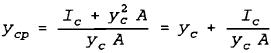 y_cp = (I_c + y_c^2 A) / (y_c A) = y_c + I_c / (y_c A)